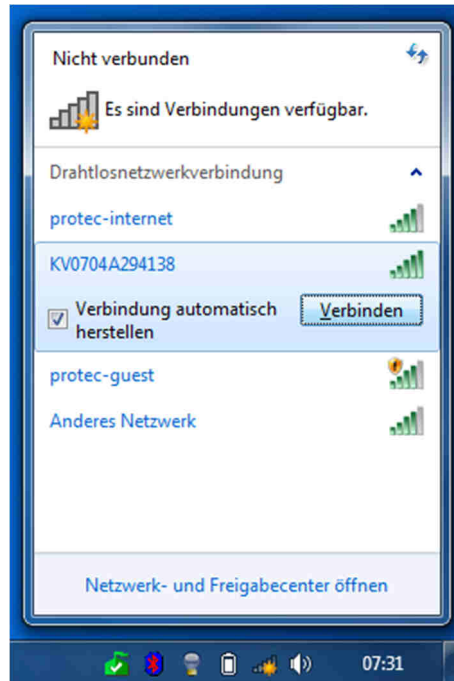 Nicht verbunden
Es sind Verbindungen verfügbar.
Drahtlosnetzwerkverbindung
protec-internet
KV0704A294138
Verbindung automatisch
herstellen
Verbinden
protec-guest
Anderes Netzwerk
Netzwerk- und Freigabecenter öffnen
07:31